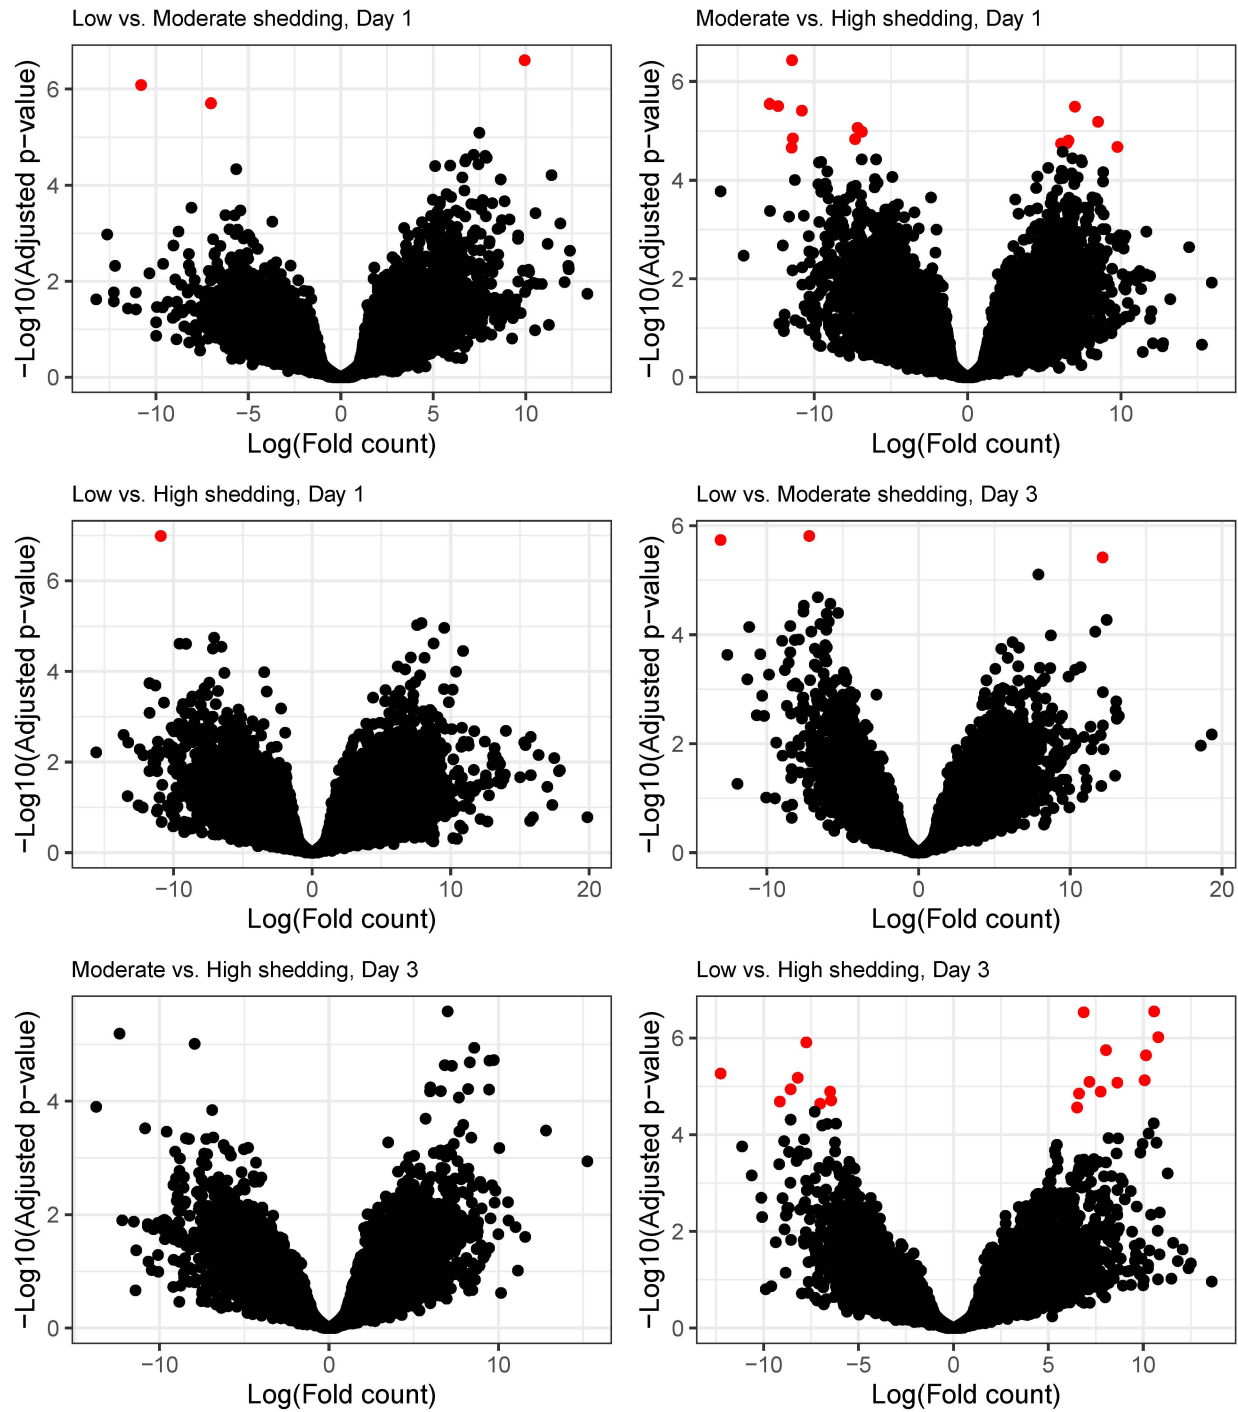 Low vs. Moderate shedding, Day 1
−Log10(Adjusted p−value)
6
4
2
0
−10 −5 0 5 10
Log(Fold count)
Moderate vs. High shedding, Day 1
−Log10(Adjusted p−value)
6
4
2
0
−10 0 10
Log(Fold count)
Low vs. High shedding, Day 1
−Log10(Adjusted p−value)
6
4
2
0
−10 0 10 20
Log(Fold count)
Low vs. Moderate shedding, Day 3
−Log10(Adjusted p−value)
6
4
2
0
−10 0 10 20
Log(Fold count)
Moderate vs. High shedding, Day 3
−Log10(Adjusted p−value)
4
2
0
−10 0 10
Log(Fold count)
Low vs. High shedding, Day 3
−Log10(Adjusted p−value)
6
4
2
0
−10 −5 0 5 10
Log(Fold count)